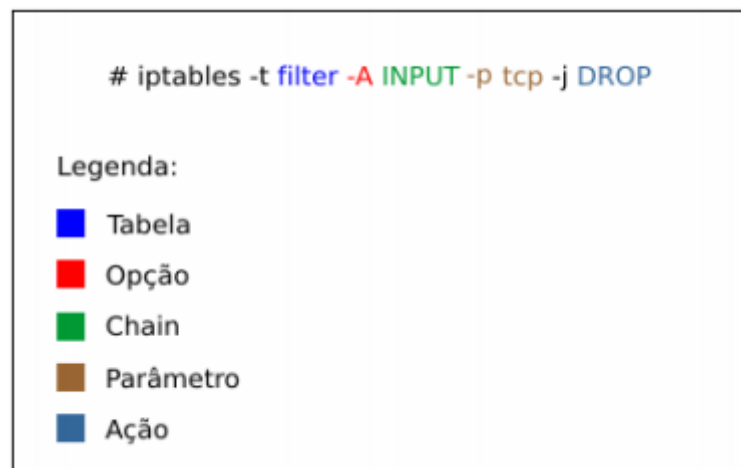 # iptables -t filter -A INPUT -p tcp -j DROP
Legenda:
Tabela
Opção
Chain
Parâmetro
Ação